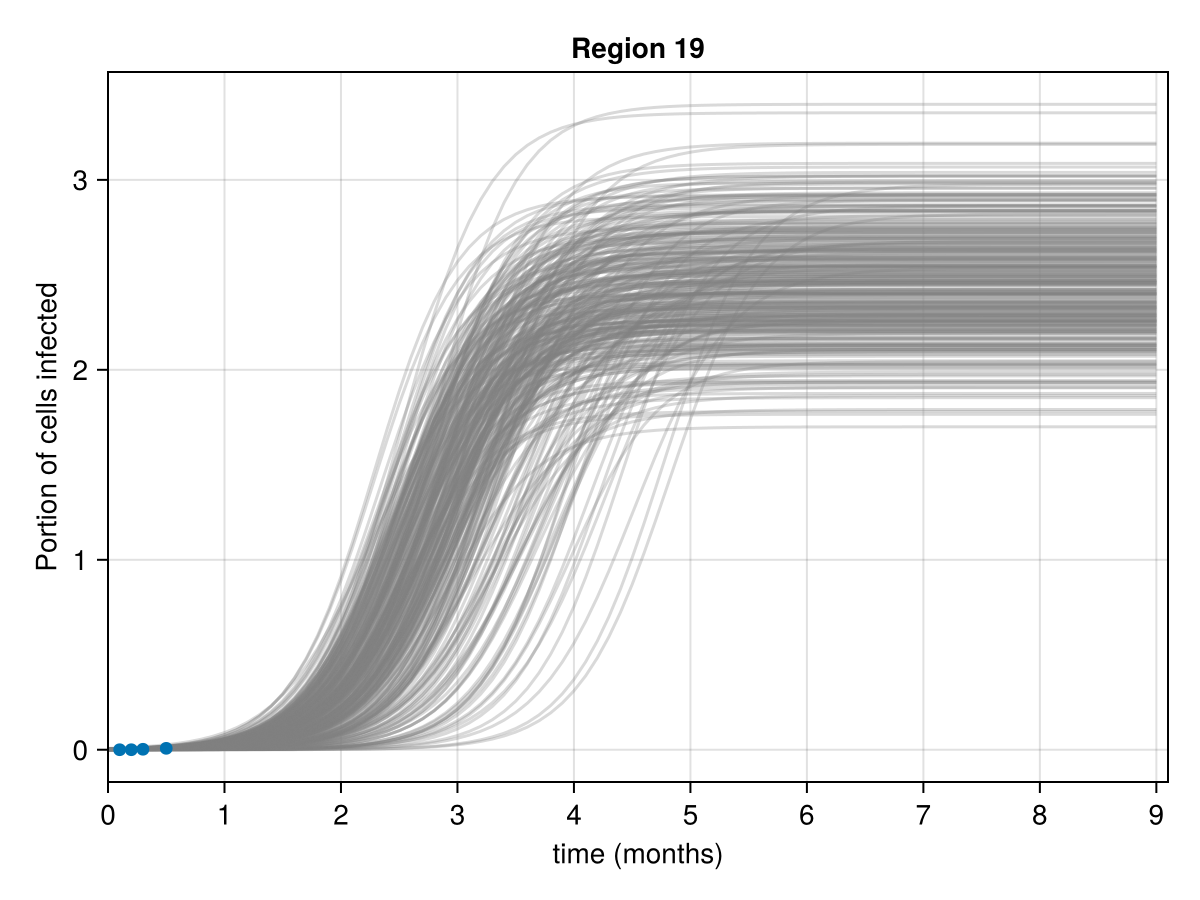 Region 19
Portion of cells infected
3
2
1
0
0 1 2 3 4 5 6 7 8 9
time (months)